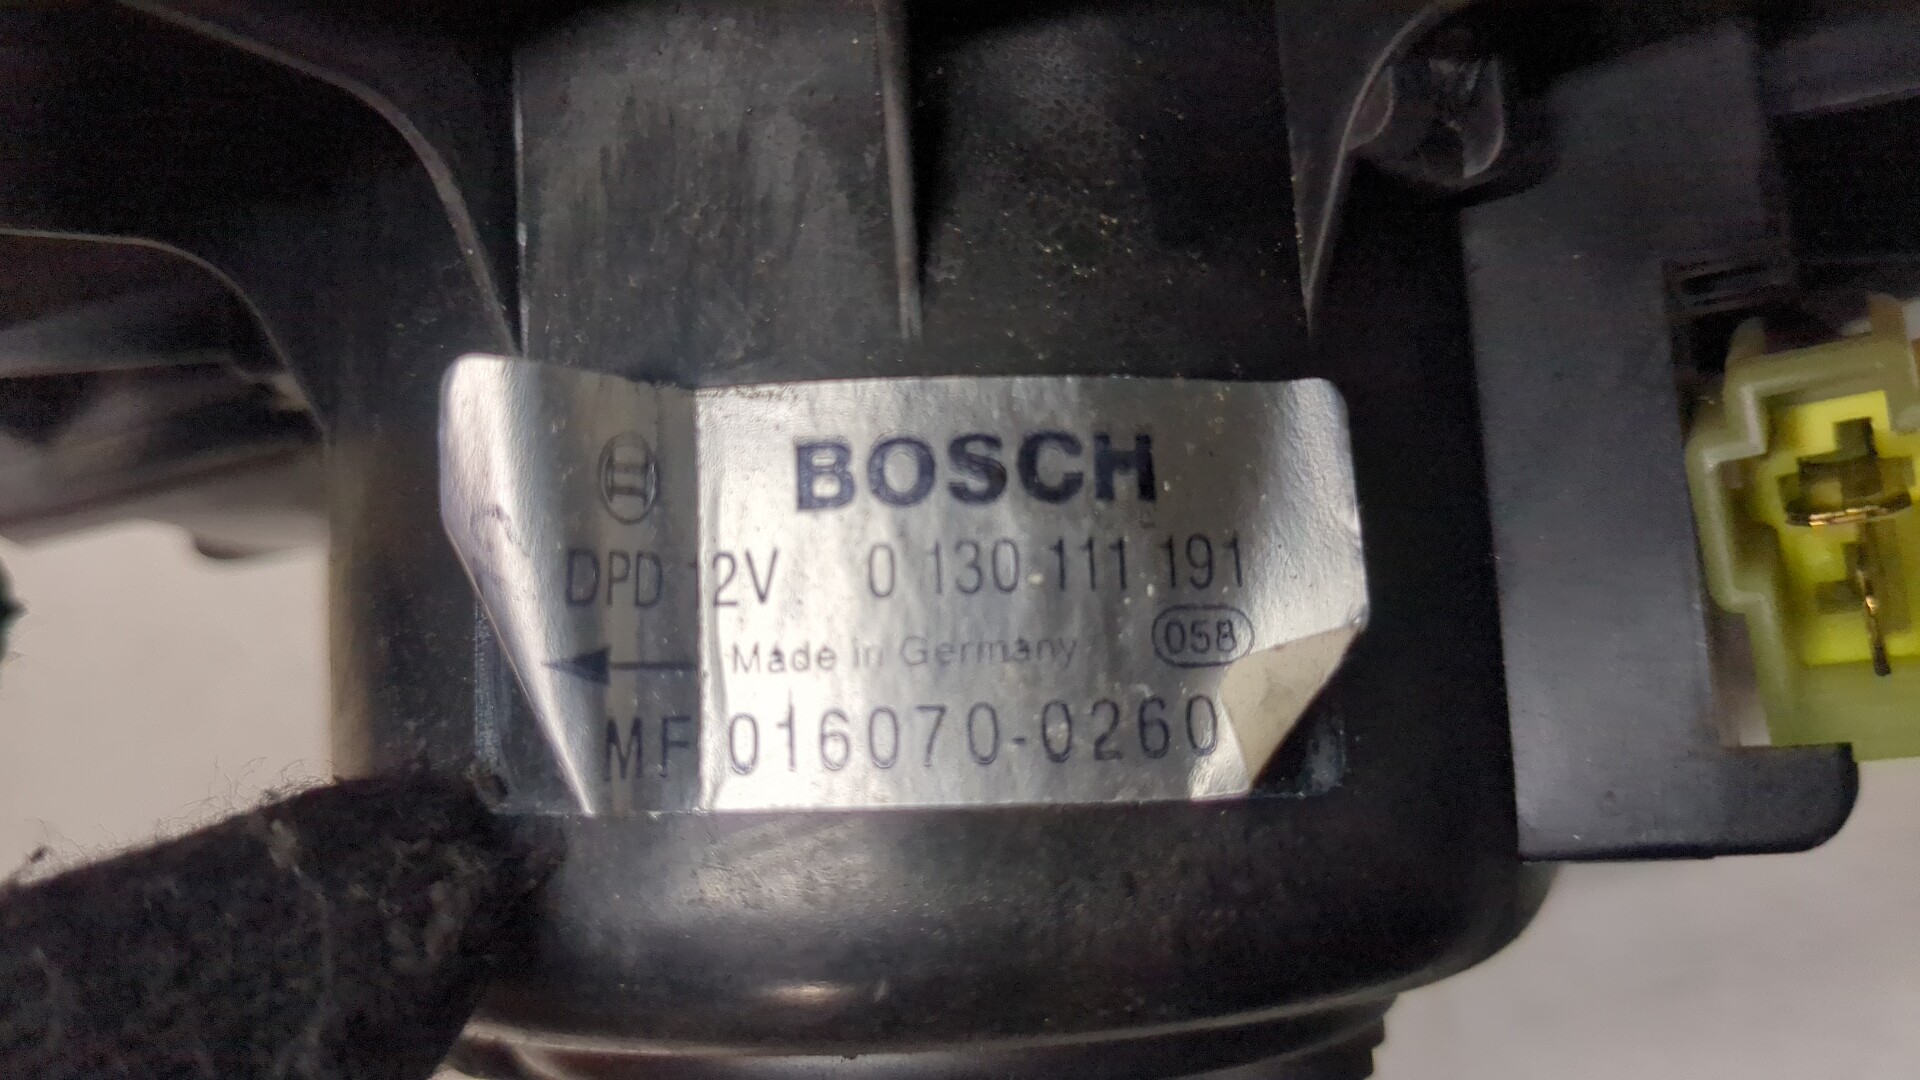 BOSCH
DPD 12V 0 130 111 191
Made in Germany 058
MF 016070-0260